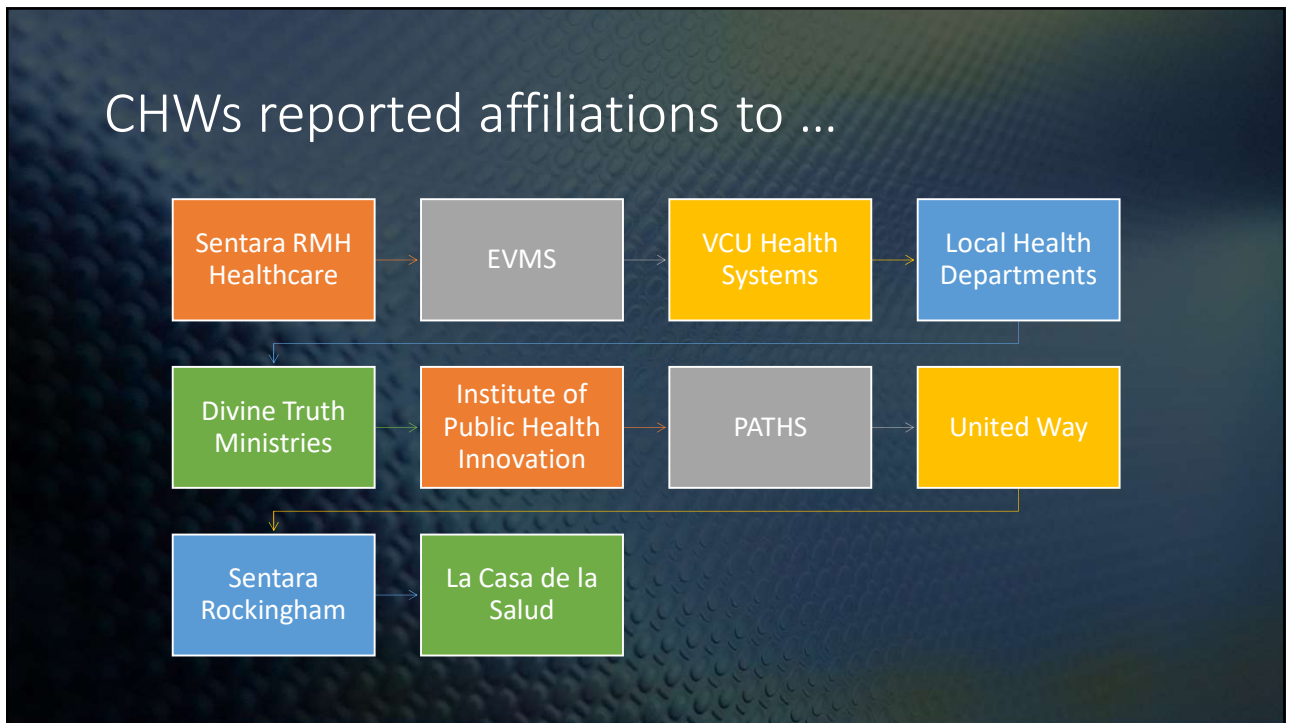 CHWs reported affiliations to …
Sentara RMH
Healthcare
EVMS
VCU Health
Systems
Local Health
Departments
Divine Truth
Ministries
Institute of
Public Health
Innovation
PATHS
United Way
Sentara
Rockingham
La Casa de la
Salud